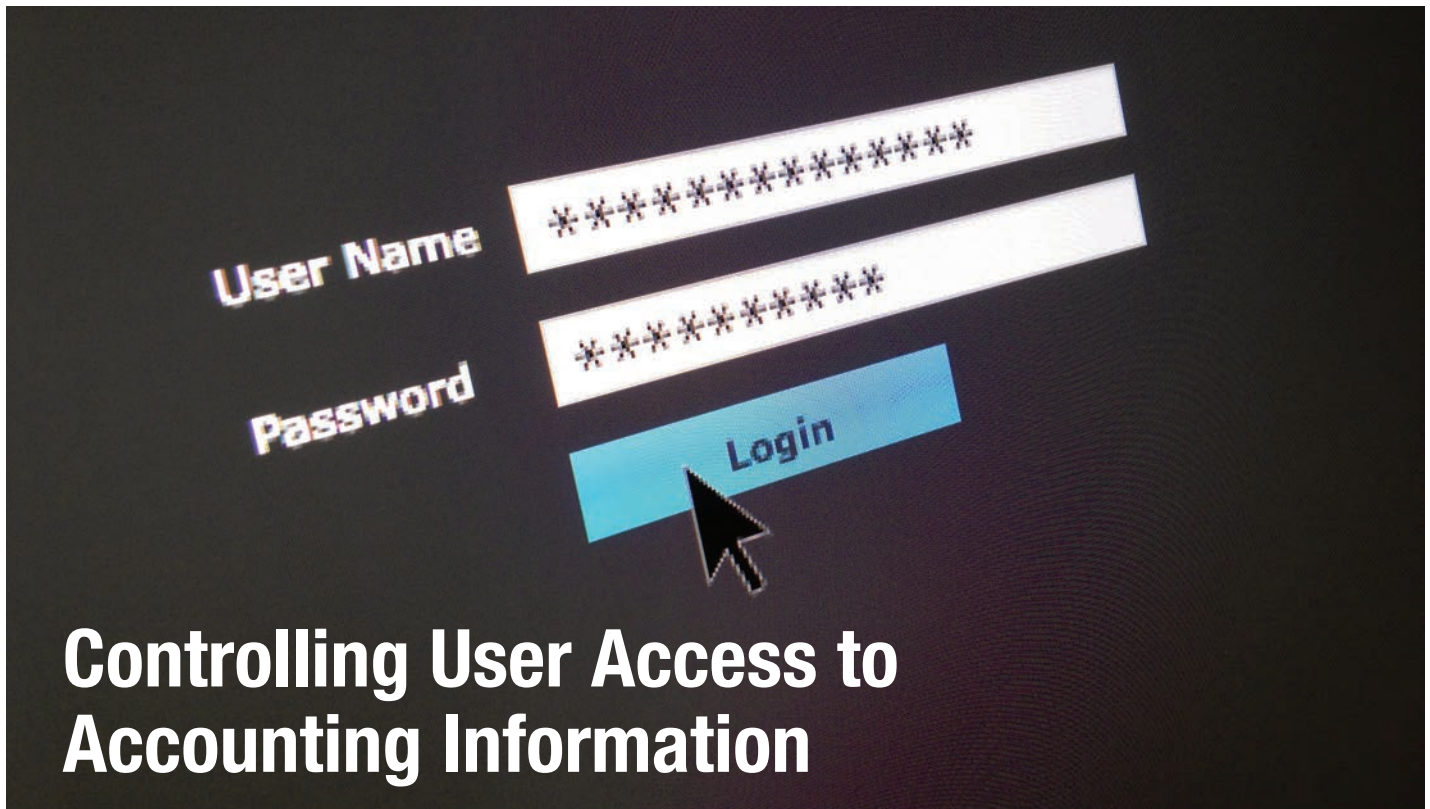 User Name *************
Password *********
Login
Controlling User Access to
Accounting Information